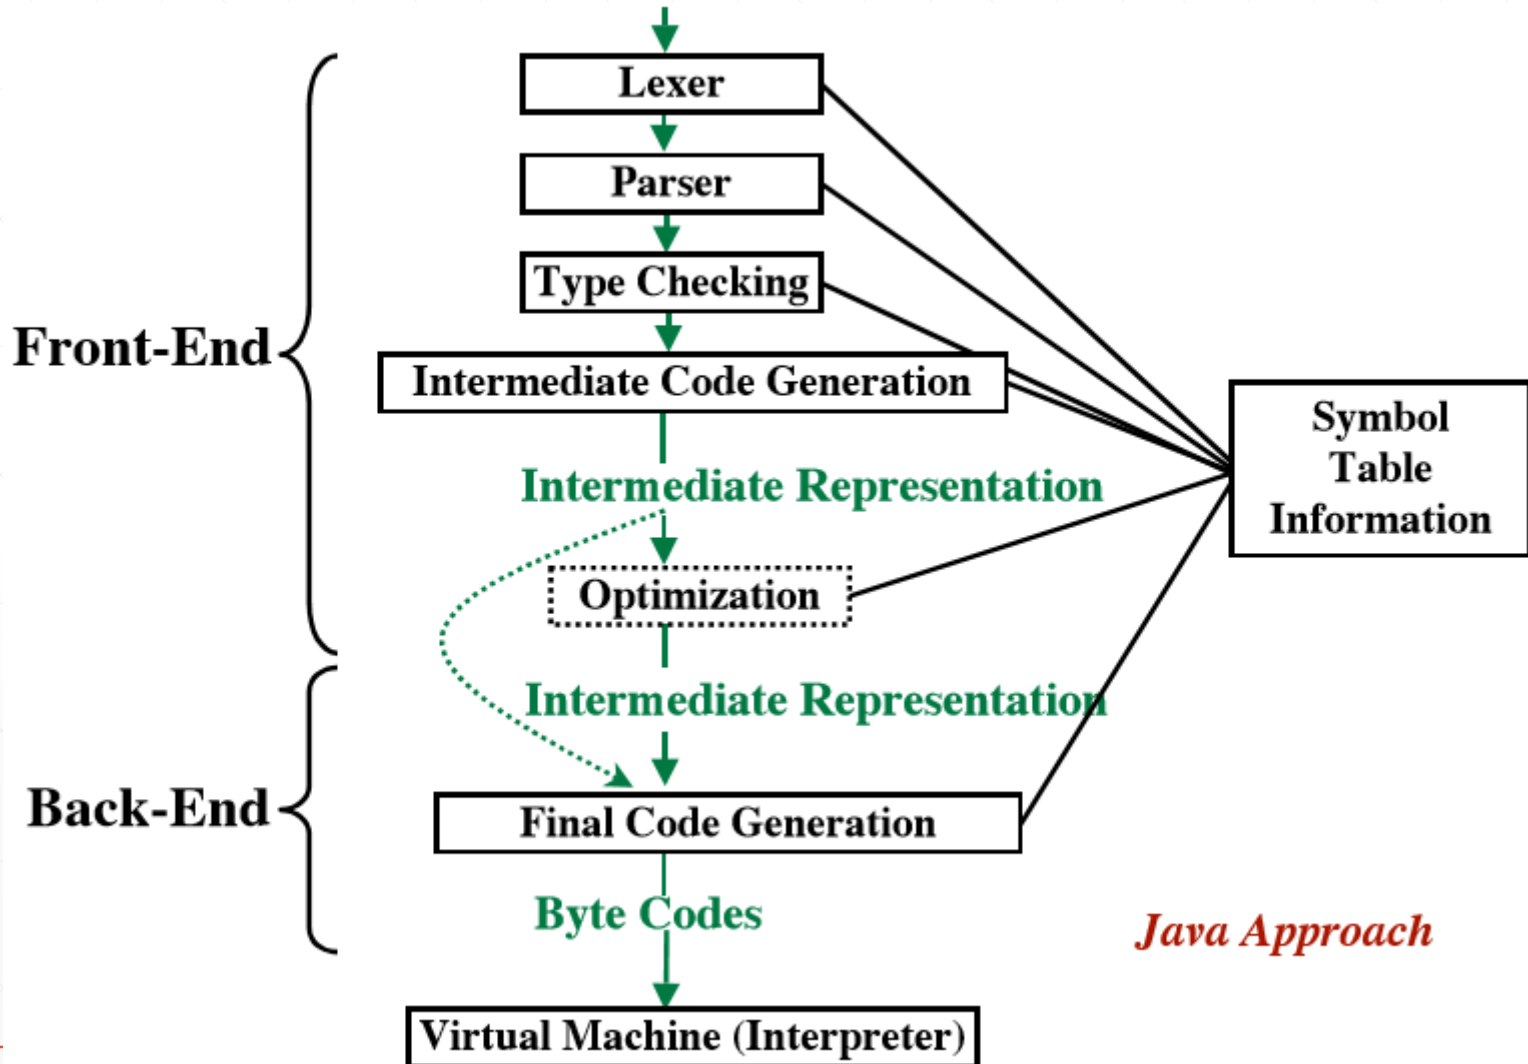 Lexer
Parser
Type Checking
Front-End
Intermediate Code Generation
Symbol
Table
Information
Intermediate Representation
Optimization
Intermediate Representation
Back-End
Final Code Generation
Byte Codes
Java Approach
Virtual Machine (Interpreter)